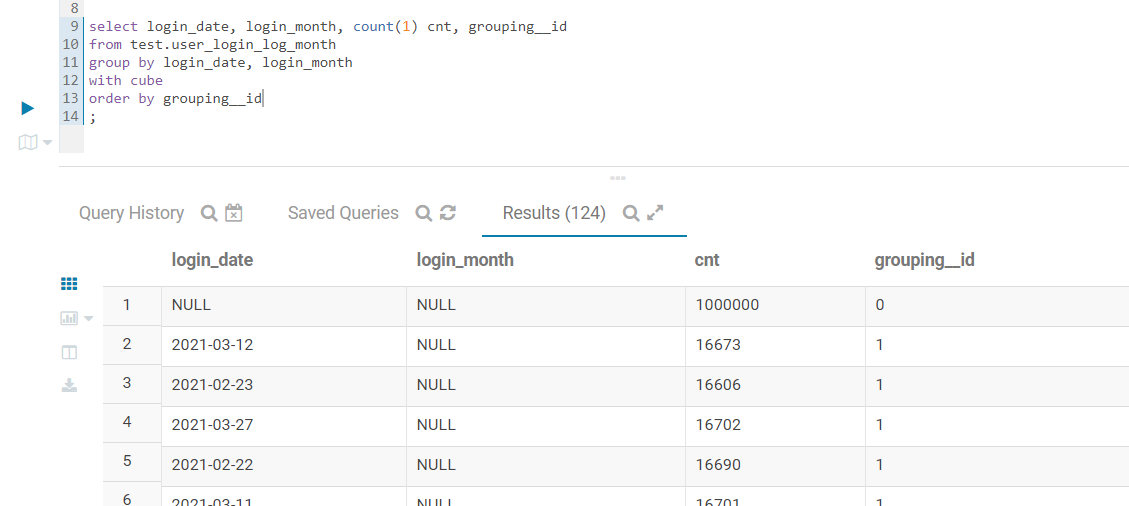 8
9 select login_date, login_month, count(1) cnt, grouping__id
10 from test.user_login_log_month
11 group by login_date, login_month
12 with cube
13 order by grouping__id
14 ;
Query History Saved Queries Results (124)
login_date login_month cnt grouping__id
1 NULL NULL 1000000 0
2 2021-03-12 NULL 16673 1
3 2021-02-23 NULL 16606 1
4 2021-03-27 NULL 16702 1
5 2021-02-22 NULL 16690 1
6 2021-03-11 NULL 16701 1